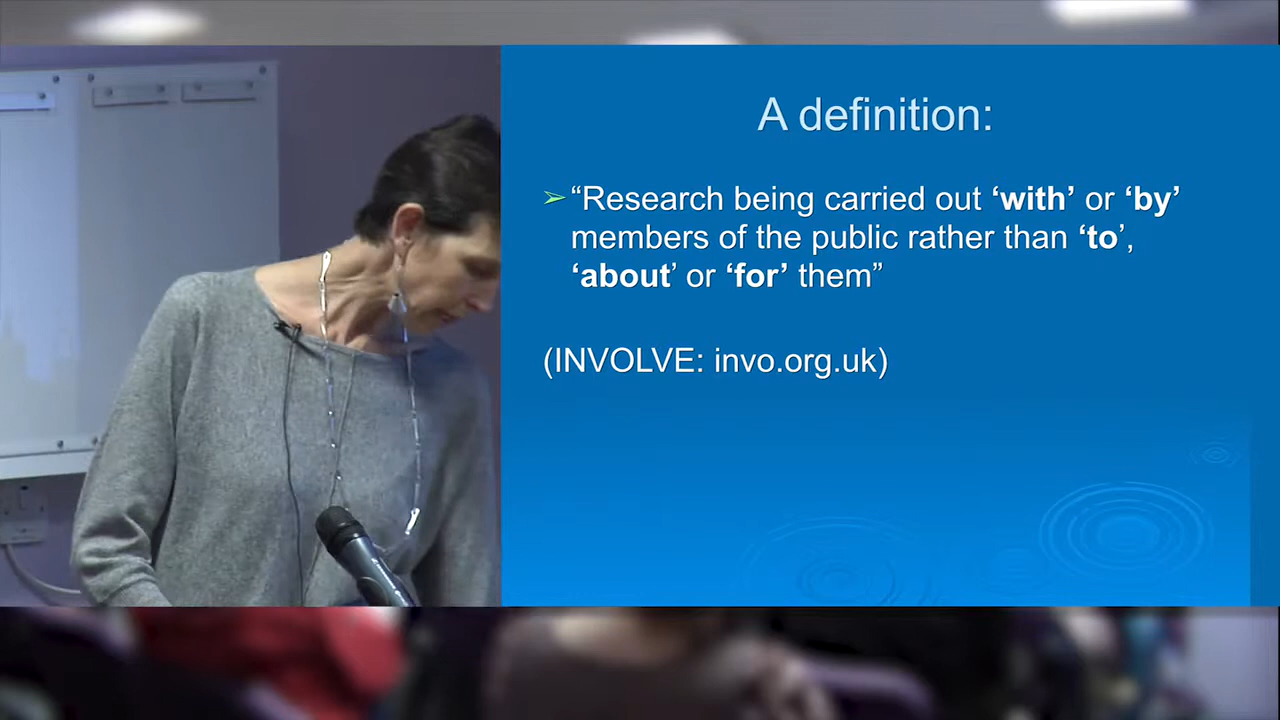 A definition:
➢“Research being carried out ‘with’ or ‘by’
members of the public rather than ‘to’,
‘about’ or ‘for’ them”
(INVOLVE: invo.org.uk)